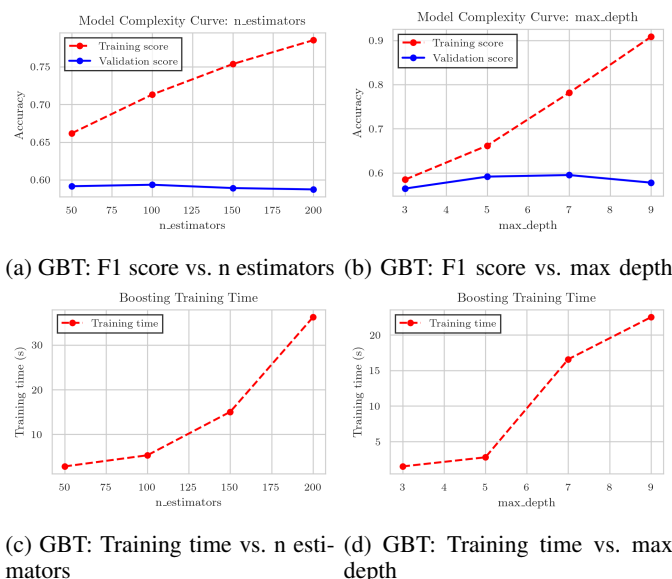 Model Complexity Curve: n_estimators
Training score
Validation score
0.75
0.70
0.65
0.60
Accuracy
50 75 100 125 150 175 200
n_estimators
Model Complexity Curve: max_depth
Training score
Validation score
0.9
0.8
0.7
0.6
Accuracy
3 4 5 6 7 8 9
max_depth
(a) GBT: F1 score vs. n estimators
(b) GBT: F1 score vs. max depth
Boosting Training Time
Training time
30
20
10
Training time (s)
50 75 100 125 150 175 200
n_estimators
Boosting Training Time
Training time
20
15
10
5
Training time (s)
3 4 5 6 7 8 9
max_depth
(c) GBT: Training time vs. n esti-
mators
(d) GBT: Training time vs. max
depth